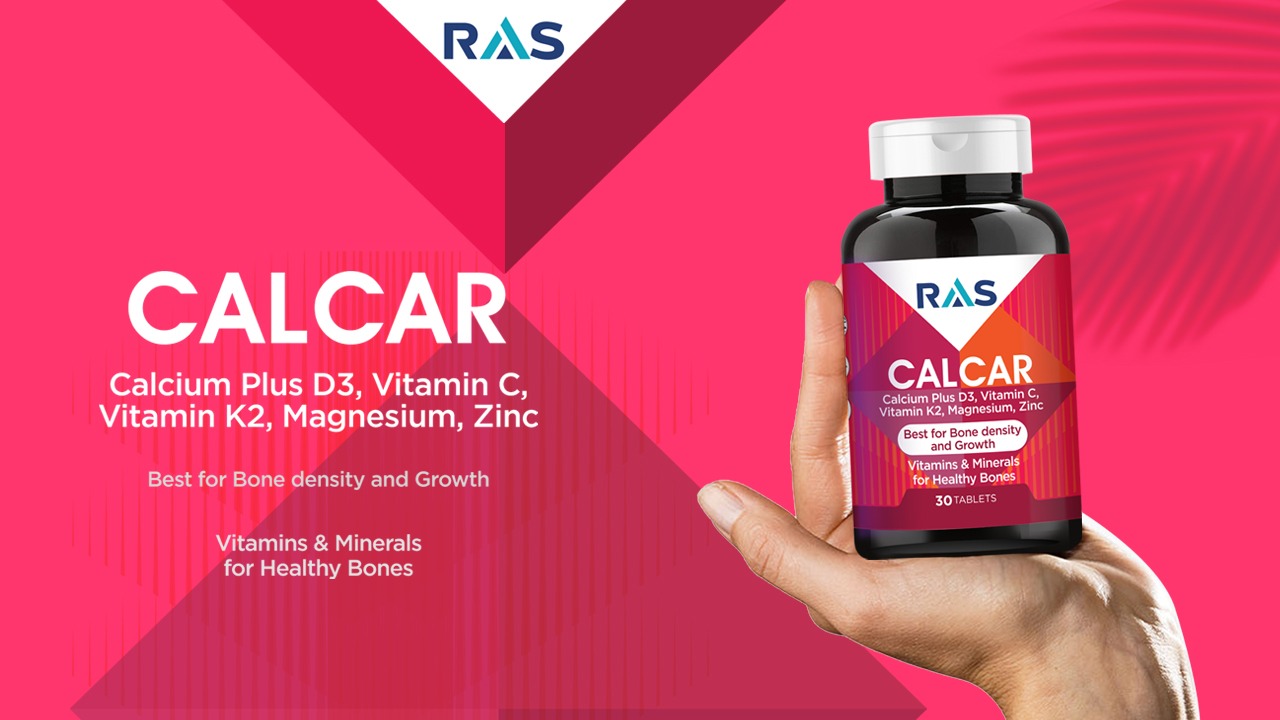 RAS
CALCAR
Calcium Plus D3, Vitamin C,
Vitamin K2, Magnesium, Zinc
Best for Bone density and Growth
Vitamins & Minerals
for Healthy Bones
RAS
CALCAR
Calcium Plus D3, Vitamin C,
Vitamin K2, Magnesium, Zinc
Best for Bone density
and Growth
Vitamins & Minerals
for Healthy Bones
30 TABLETS